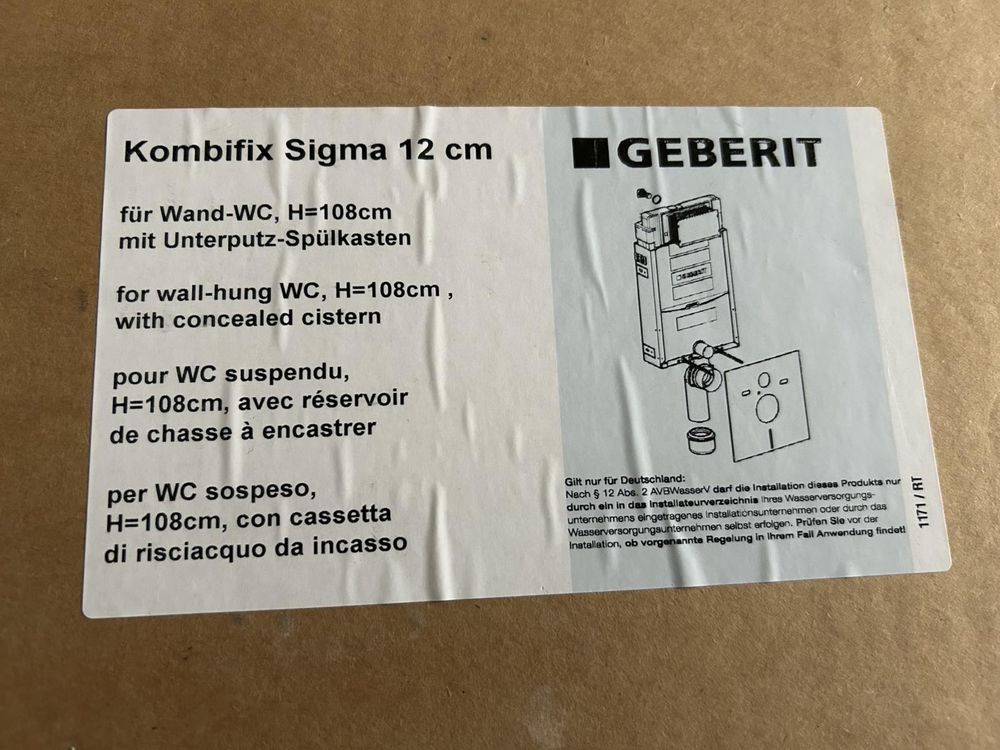 Kombifix Sigma 12 cm
für Wand-WC, H=108cm
mit Unterputz-Spülkasten
for wall-hung WC, H=108cm ,
with concealed cistern
pour WC suspendu,
H=108cm, avec réservoir
de chasse à encastrer
per WC sospeso,
H=108cm, con cassetta
di risciacquo da incasso
GEBERIT
GEBERIT
Gilt nur für Deutschland:
Nach § 12 Abs. 2 AVBWasserV darf die Installation dieses Produkts nur
durch ein in das Installateurverzeichnis Ihres Wasserversorgungs-
unternehmens eingetragenes Installationsunternehmen oder durch das
Wasserversorgungsunternehmen selbst erfolgen. Prüfen Sie vor der
Installation, ob vorgenannte Regelung in Ihrem Fall Anwendung findet!
1171 / RT